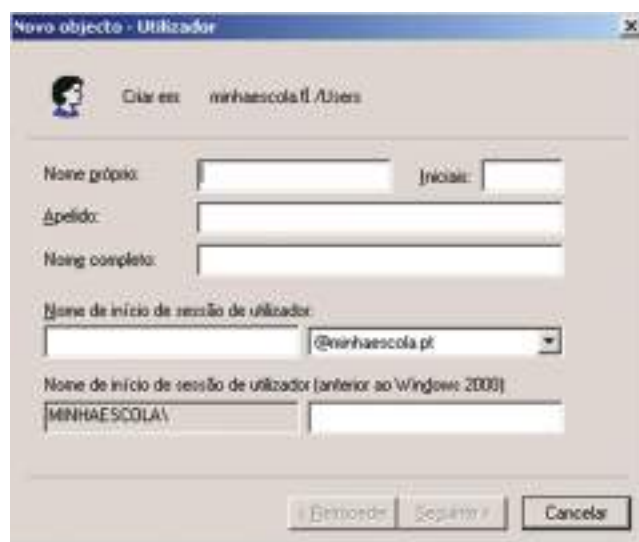 Novo objecto - Utilizador
Criar em: minhaescola. /Users
Nome próprio: Iniciais:
Apelido:
Nome completo:
Nome de início de sessão de utilizador:
@minhaescola.pt
Nome de início de sessão de utilizador (anterior ao Windows 2000)
MINHAESCOLA\
< Retroceder Seguinte > Cancelar